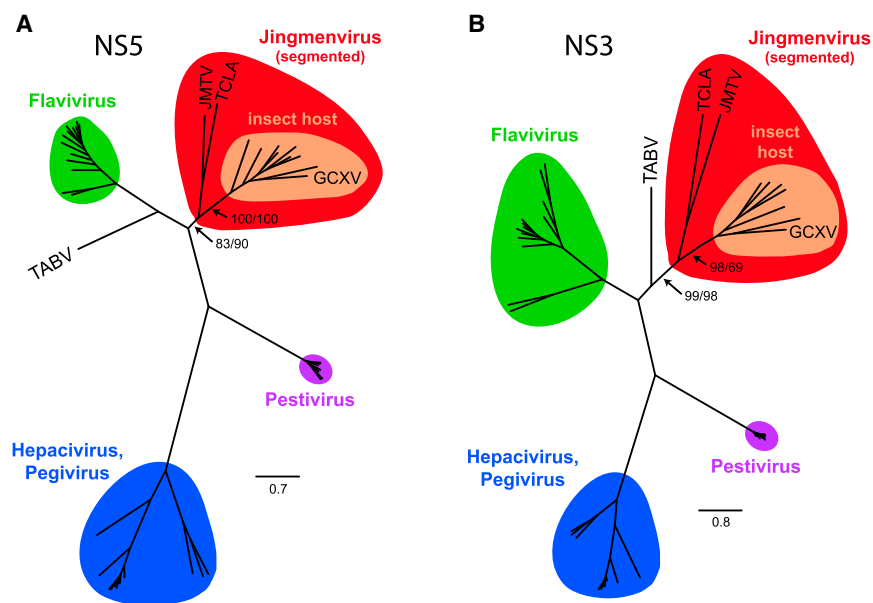 A
NS5
Jingmenvirus
(segmented)
Flavivirus
JMTV
TCLA
insect host
GCXV
100/100
83/90
TABV
Pestivirus
Hepacivirus,
Pegivirus
0.7
B
NS3
Jingmenvirus
(segmented)
Flavivirus
TCLA
JMTV
TABV
insect
host
GCXV
98/69
99/98
Pestivirus
Hepacivirus,
Pegivirus
0.8